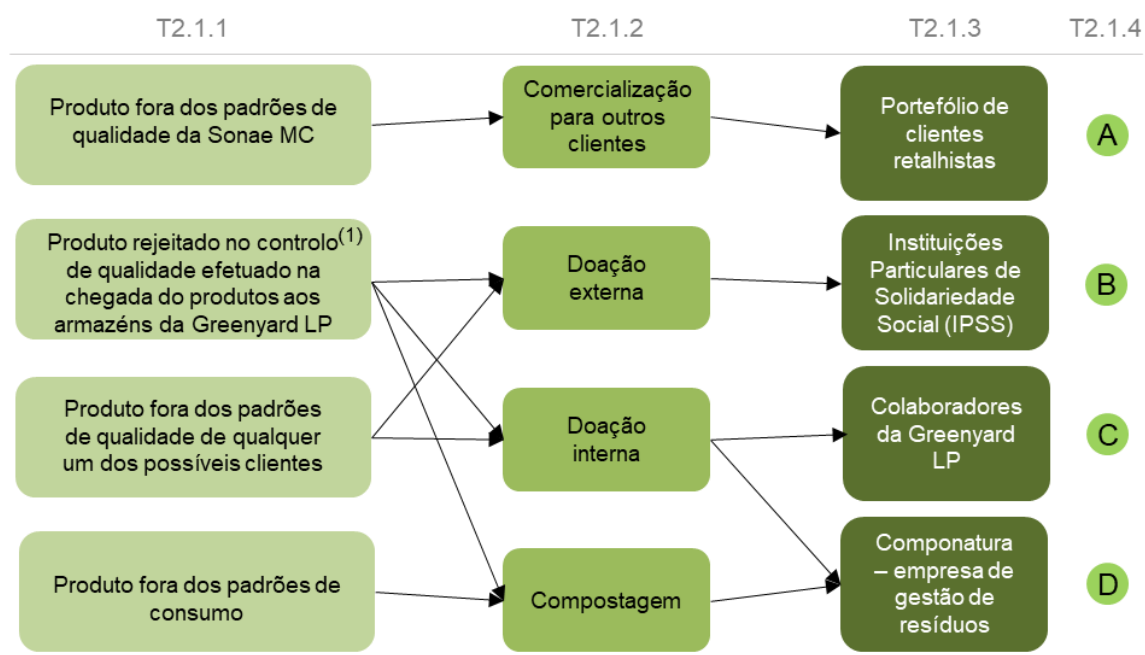 T2.1.1
T2.1.2
T2.1.3
T2.1.4
Produto fora dos padrões de
qualidade da Sonae MC
Comercialização
para outros
clientes
Portefólio de
clientes
retalhistas
A
Produto rejeitado no controlo(1)
de qualidade efetuado na
chegada do produtos aos
armazéns da Greenyard LP
Doação
externa
Instituições
Particulares de
Solidariedade
Social (IPSS)
B
Produto fora dos padrões
de qualidade de qualquer
um dos possíveis clientes
Doação
interna
Colaboradores
da Greenyard
LP
C
Produto fora dos padrões de
consumo
Compostagem
Componatura
– empresa de
gestão de
resíduos
D